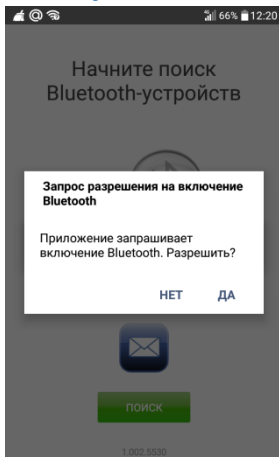 66% 12:20
Начните поиск
Bluetooth-устройств
Запрос разрешения на включение
Bluetooth
Приложение запрашивает
включение Bluetooth. Разрешить?
НЕТ ДА
ПОИСК
1.002.5530